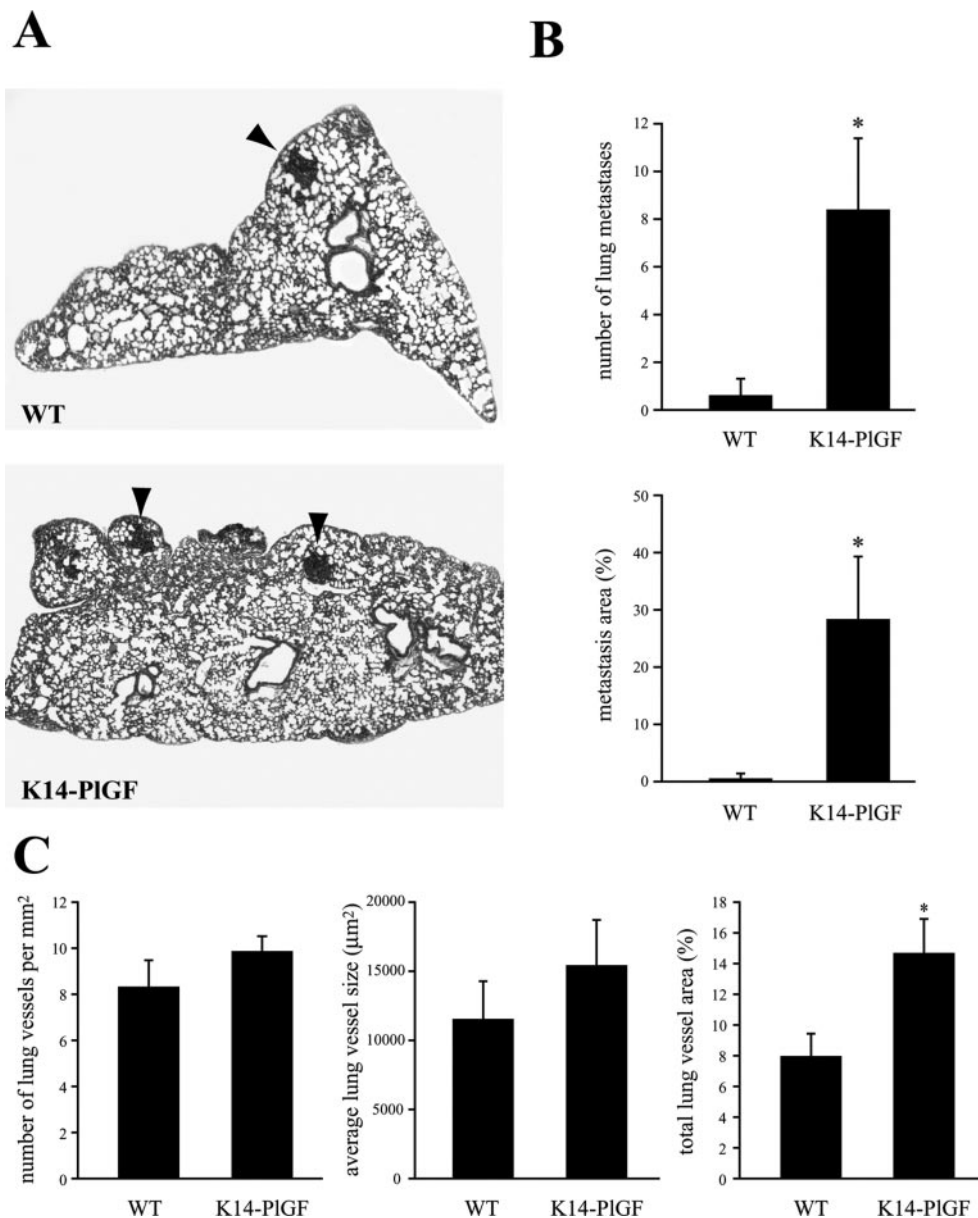 A
B
WT
K14-PlGF
number of lung metastases
12
10
8
6
4
2
0
*
WT
K14-PlGF
metastasis area (%)
50
40
30
20
10
0
*
WT
K14-PlGF
C
number of lung vessels per mm²
12
10
8
6
4
2
0
WT
K14-PlGF
average lung vessel size (µm²)
20000
15000
10000
5000
0
WT
K14-PlGF
total lung vessel area (%)
18
16
14
12
10
8
6
4
2
0
*
WT
K14-PlGF